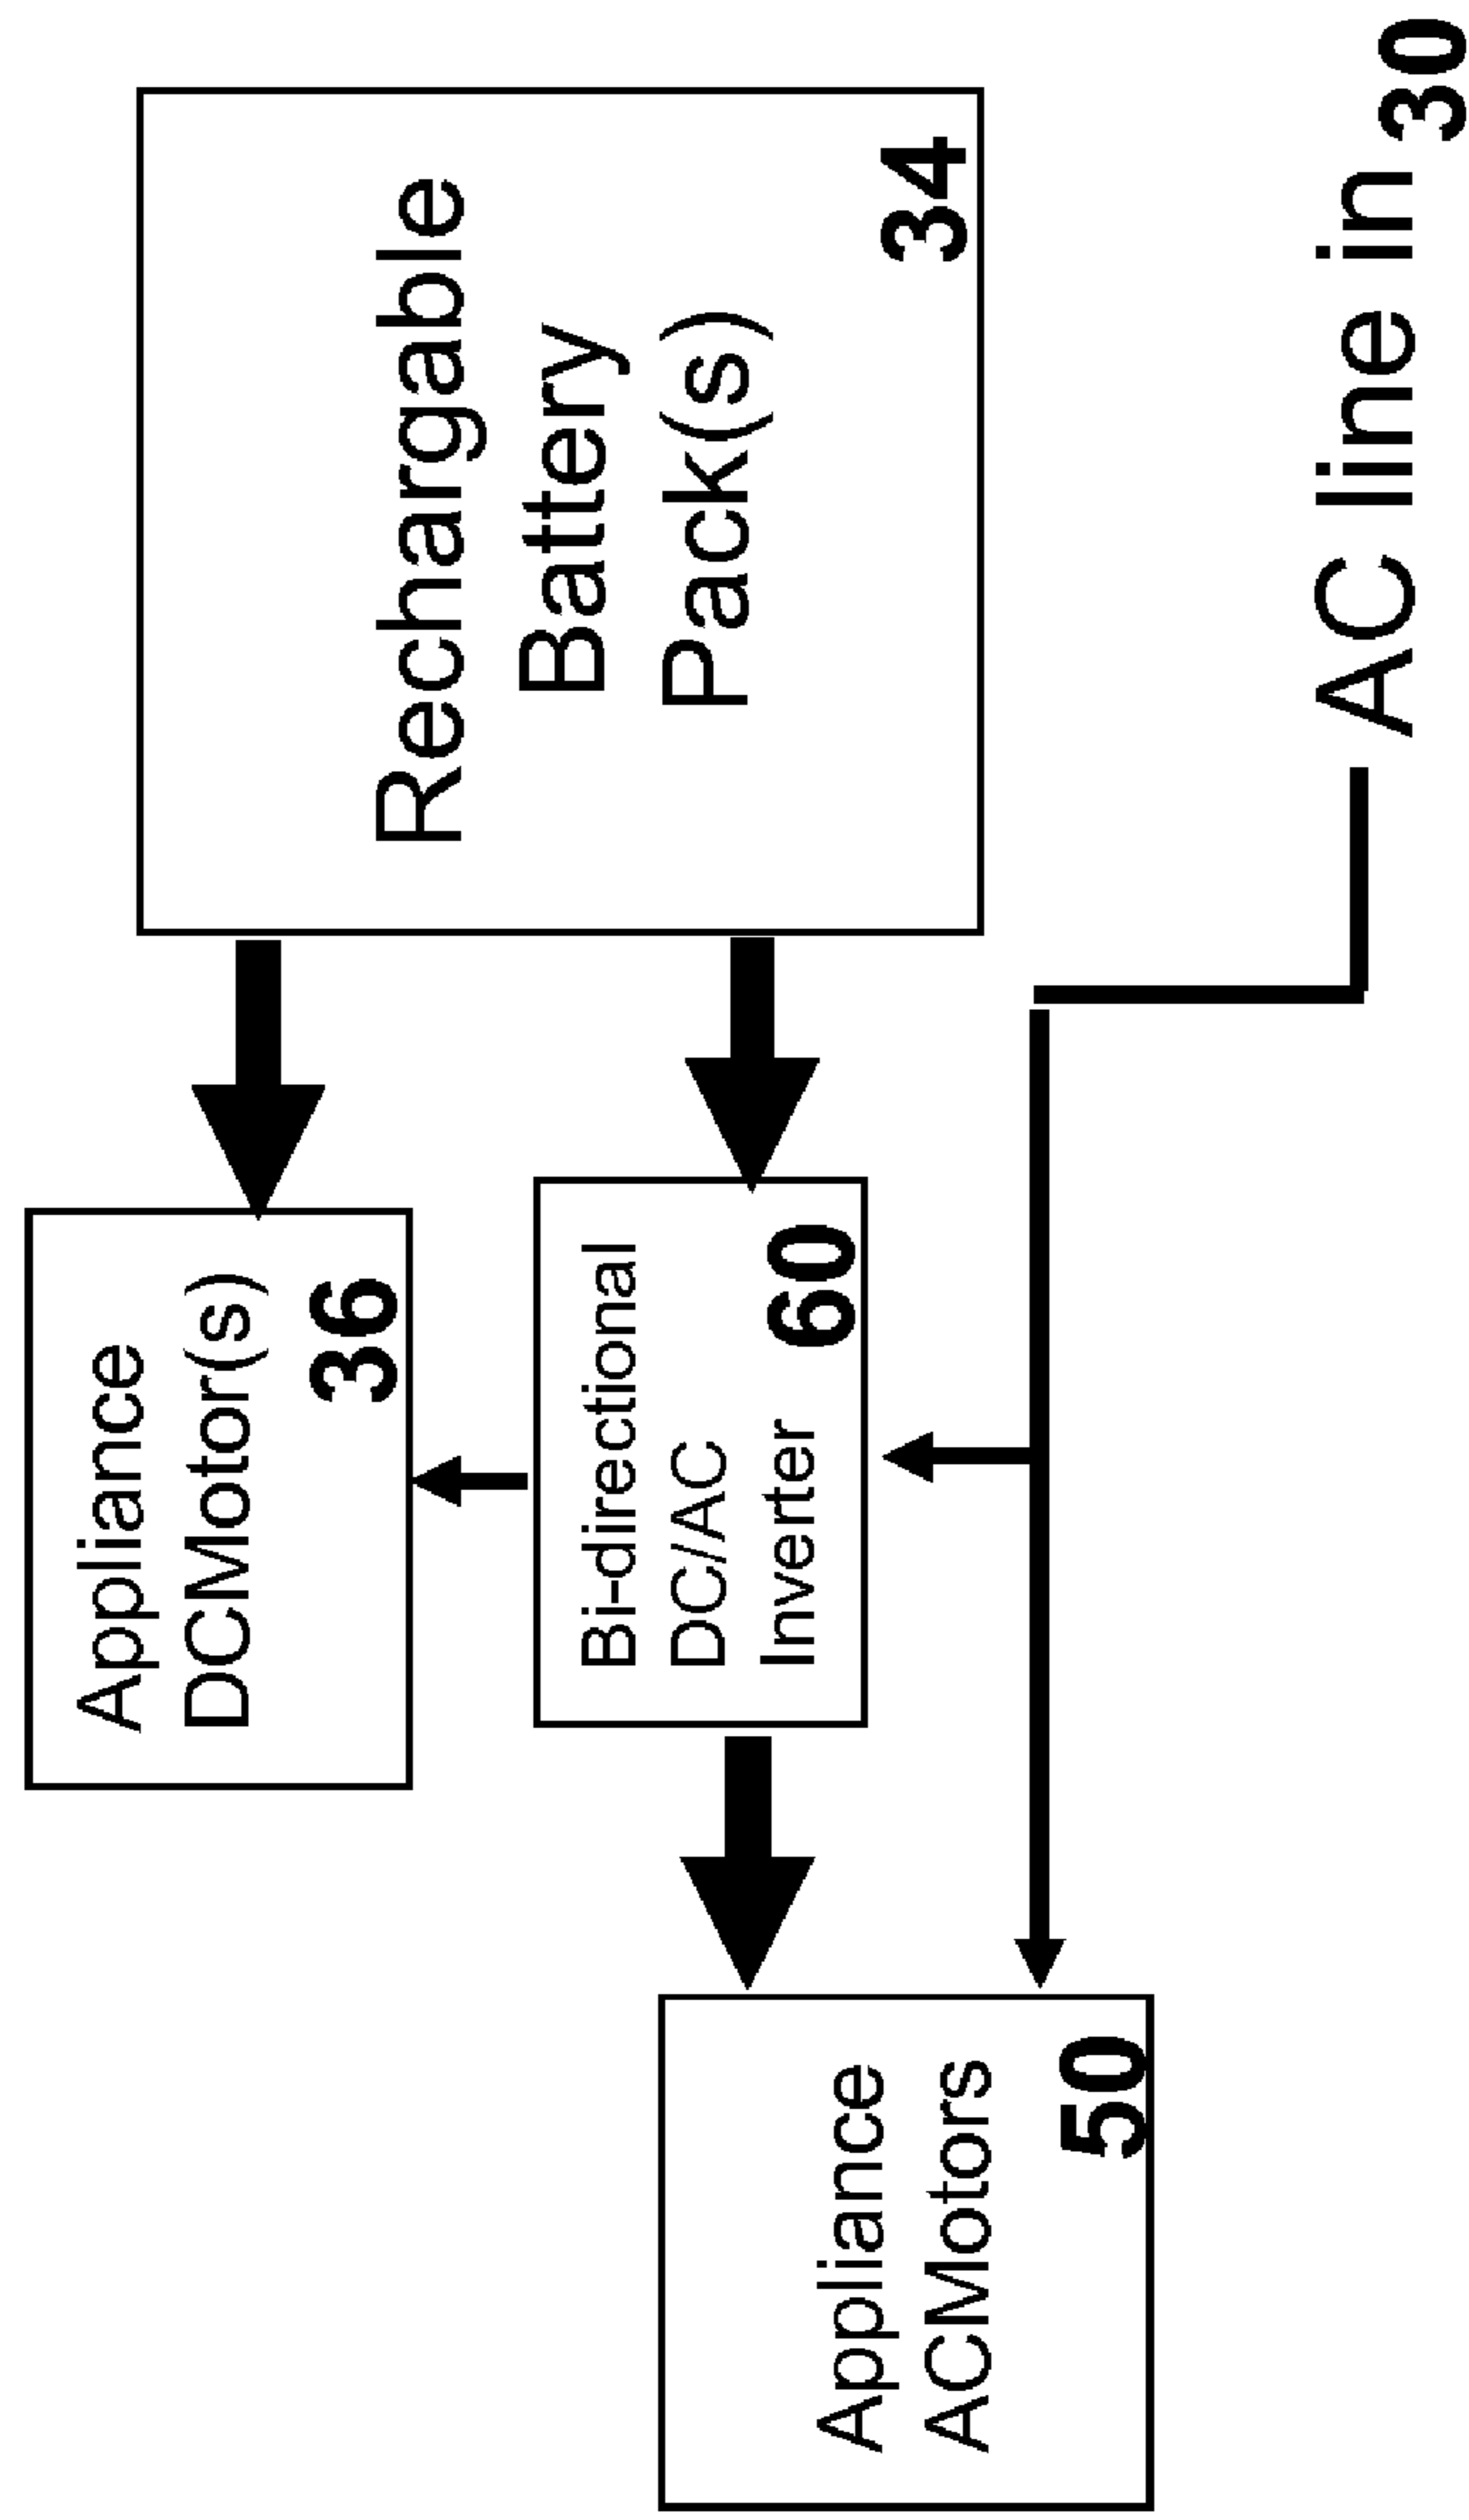 Rechargable
Battery
Pack(s)
34
Appliance
DCMotor(s)
36
Bi-directional
DC/AC
Inverter
60
Appliance
ACMotors
50
AC line in 30